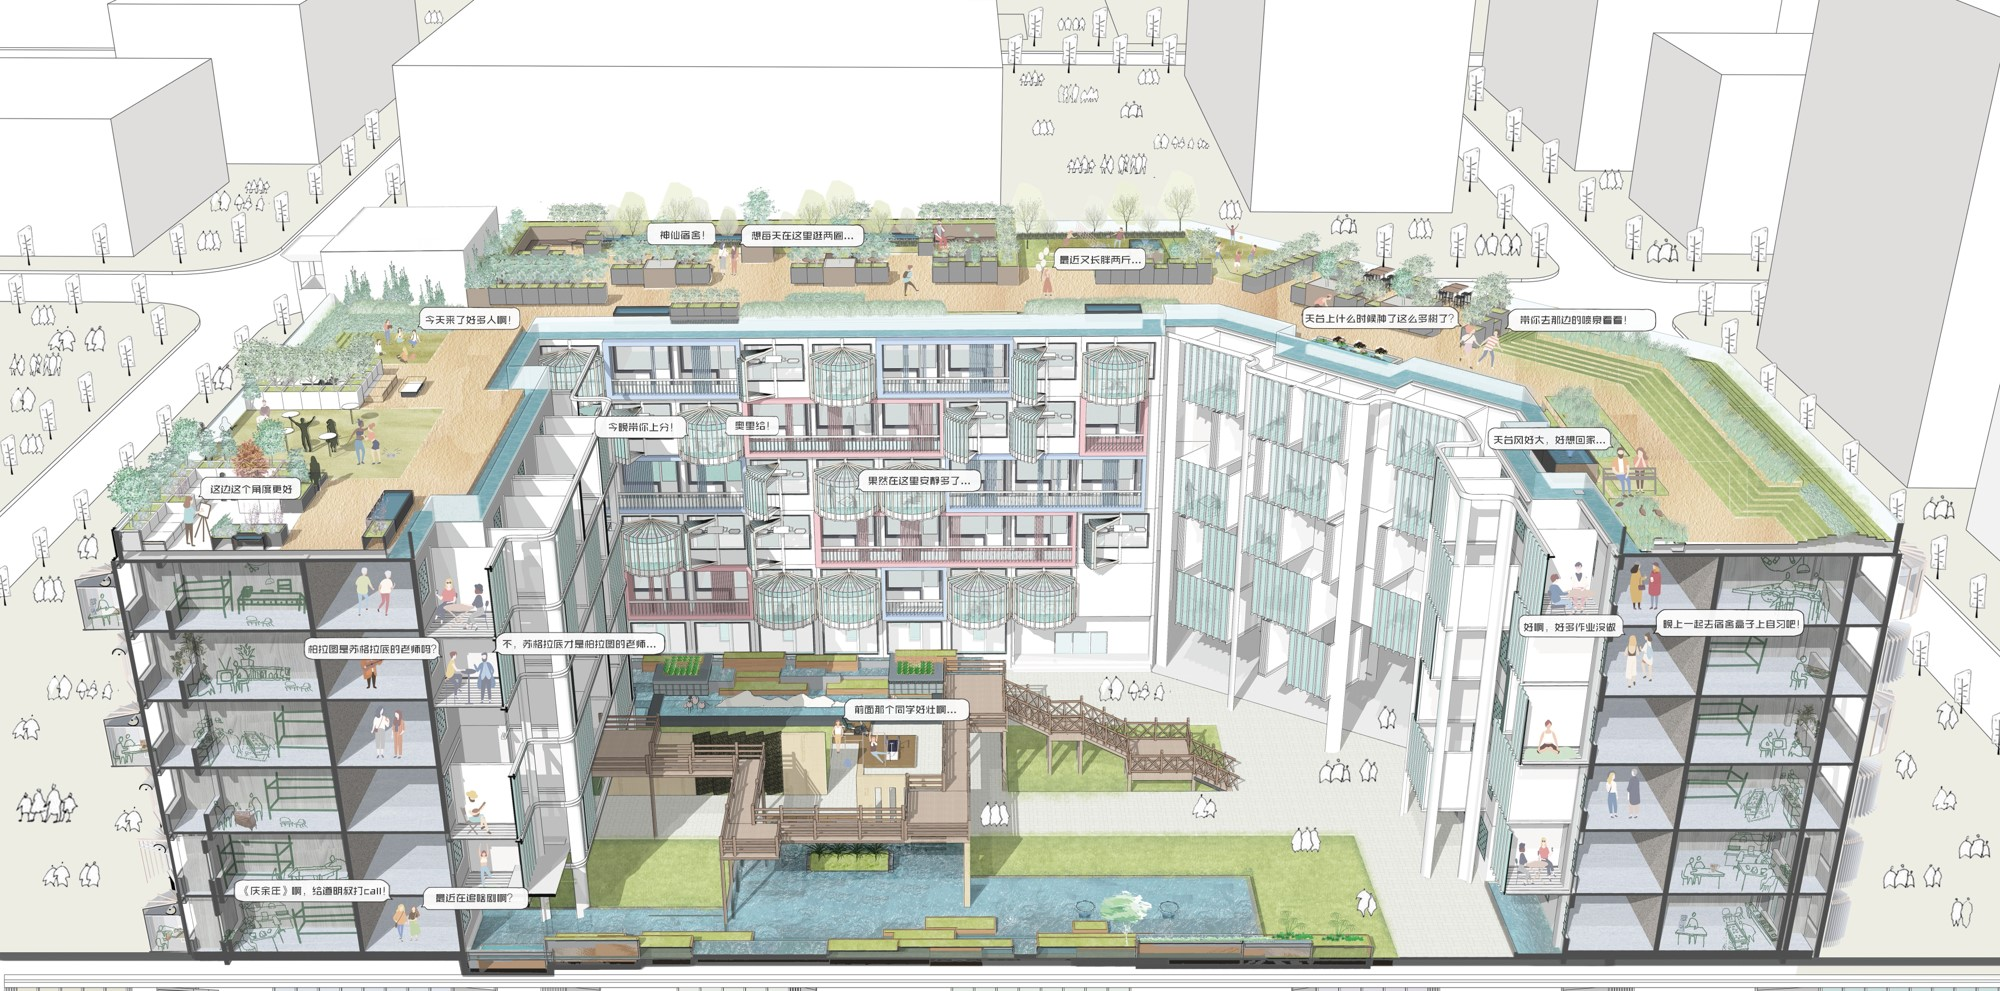 神仙宿舍！
想每天在这里逛两圈...
最近又长胖两斤...
今天来了好多人啊！
天台上什么时候种了这么多树了？
带你去那边的喷泉看看！
今晚带你上分！
奥里给！
天台风好大，好想回家...
果然在这里安静多了...
这边这个角度更好
好啊，好多作业没做
晚上一起去宿舍盒子上自习吧！
柏拉图是苏格拉底的老师吗？
不，苏格拉底才是柏拉图的老师...
前面那个同学好灶啊...
《庆余年》啊，给道明叔打call！
最近在追啥剧啊？